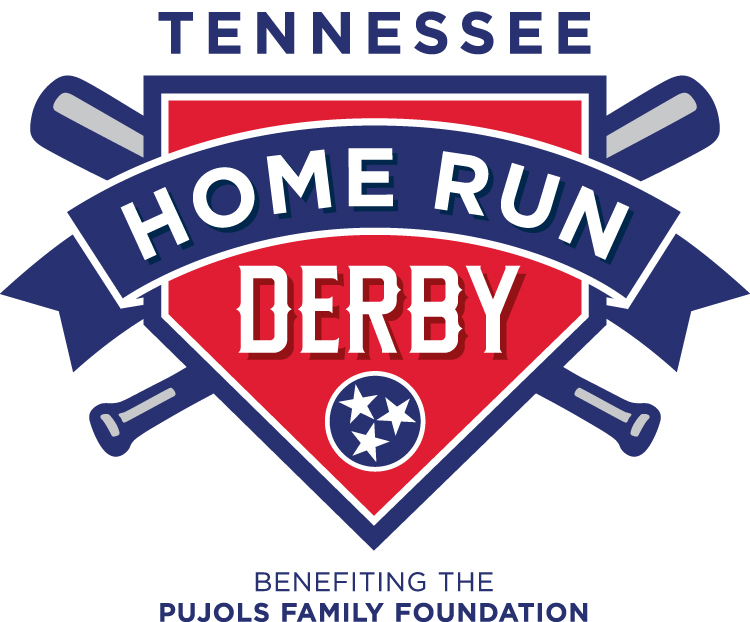 TENNESSEE
HOME RUN
DERBY
BENEFITING THE
PUJOLS FAMILY FOUNDATION